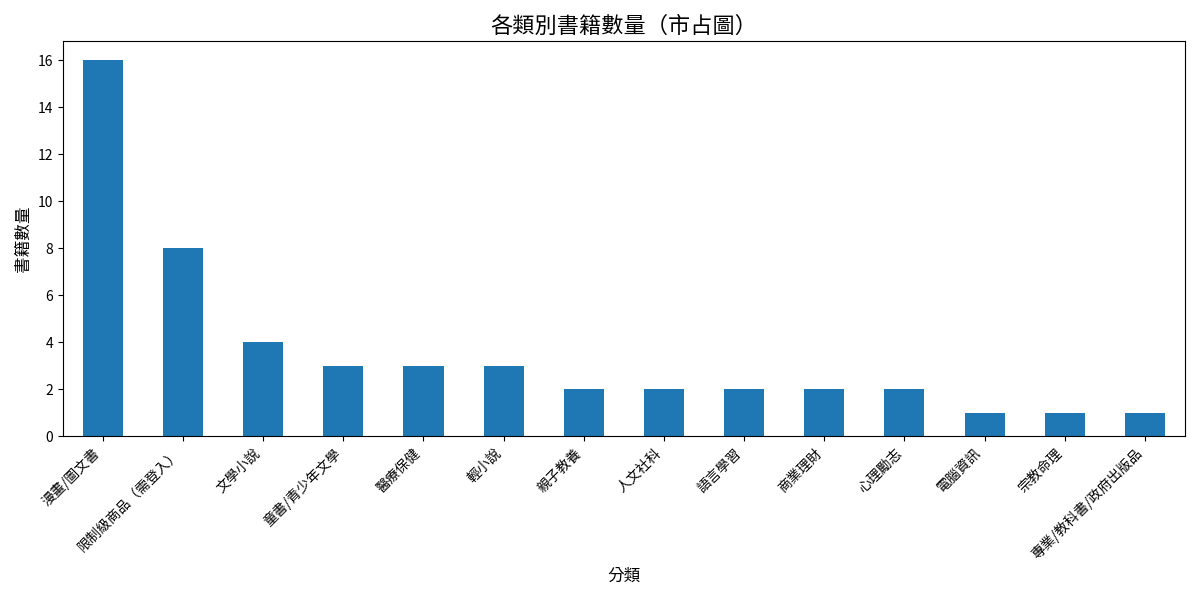 各類別書籍數量（市占圖）
書籍數量
16
14
12
10
8
6
4
2
0
漫畫/圖文書
限制級商品（需登入）
文學小說
童書/青少年文學
醫療保健
輕小說
親子教養
人文社科
語言學習
商業理財
心理勵志
電腦資訊
宗教命理
專業/教科書/政府出版品
分類